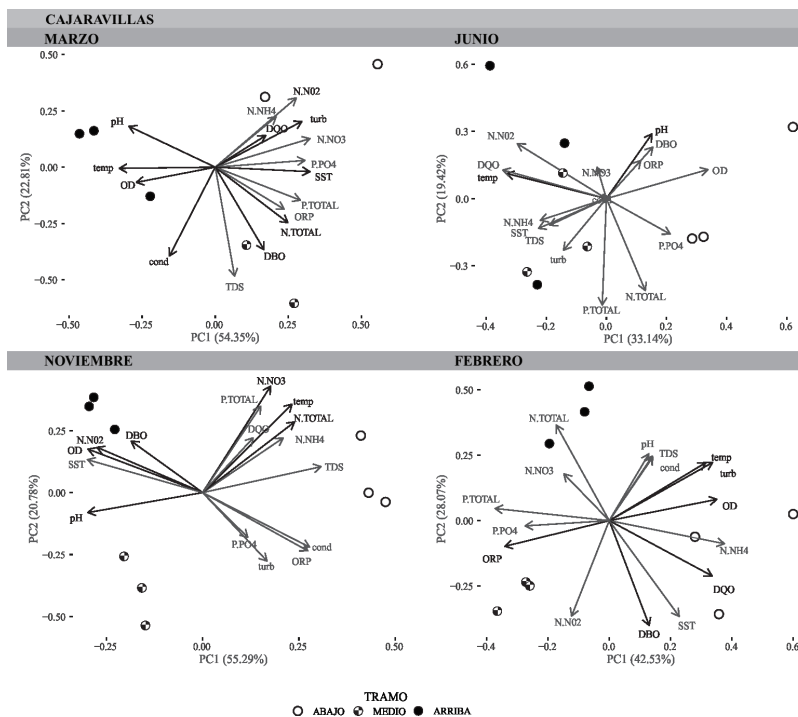 CAJARAVILLAS
MARZO
0.50
0.25
0.00
−0.25
−0.50
PC2 (22.81%)
N.N02
N.NH4
turb
DQO
N.NO3
P.PO4
SST
P.TOTAL
ORP
N.TOTAL
DBO
TDS
cond
OD
temp
pH
−0.50
−0.25
0.00
0.25
0.50
PC1 (54.35%)
JUNIO
0.6
0.3
0.0
−0.3
PC2 (19.42%)
pH
DBO
ORP
OD
N.N02
DQO
temp
N.NO3
N.NH4
SST
TDS
turb
P.PO4
N.TOTAL
P.TOTAL
−0.4
−0.2
0.0
0.2
0.4
0.6
PC1 (33.14%)
NOVIEMBRE
0.25
0.00
−0.25
−0.50
PC2 (20.78%)
N.NO3
P.TOTAL
temp
N.TOTAL
DQO
N.NH4
TDS
DBO
N.N02
OD
SST
pH
P.PO4
turb
cond
ORP
−0.50
−0.25
0.00
0.25
0.50
PC1 (55.29%)
FEBRERO
0.50
0.25
0.00
−0.25
PC2 (28.07%)
N.TOTAL
pH
TDS
cond
temp
turb
N.NO3
P.TOTAL
OD
P.PO4
ORP
N.NH4
DQO
N.N02
DBO
SST
−0.4
−0.2
0.0
0.2
0.4
0.6
PC1 (42.53%)
TRAMO
ABAJO
MEDIO
ARRIBA